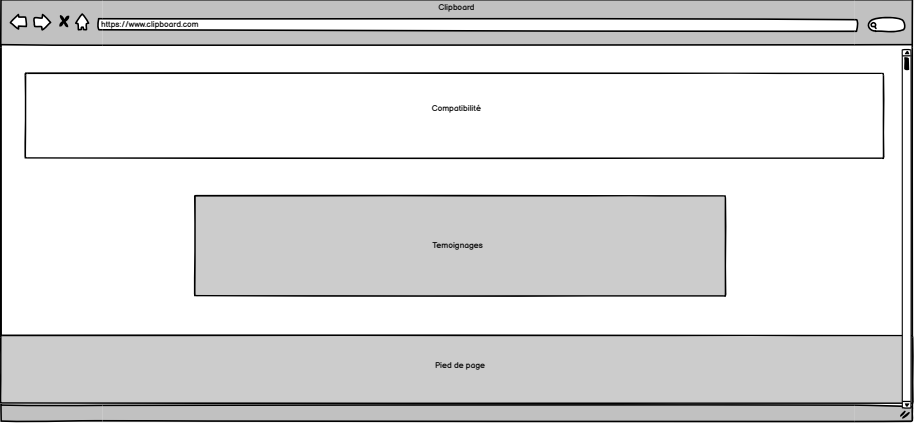 Clipboard
https://www.clipboard.com
Compatibilité
Temoignages
Pied de page